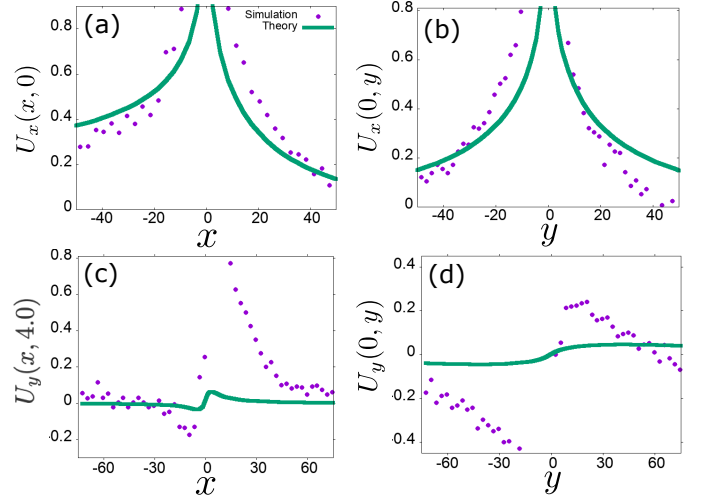 (a)
Simulation
Theory
U_x(x, 0)
0.8
0.6
0.4
0.2
0
-40 -20 0 20 40
x
(b)
U_x(0, y)
0.8
0.6
0.4
0.2
0
-40 -20 0 20 40
y
(c)
U_y(x, 4.0)
0.8
0.6
0.4
0.2
0
-0.2
-60 -30 0 30 60
x
(d)
U_y(0, y)
0.4
0.2
0
-0.2
-0.4
-60 -30 0 30 60
y